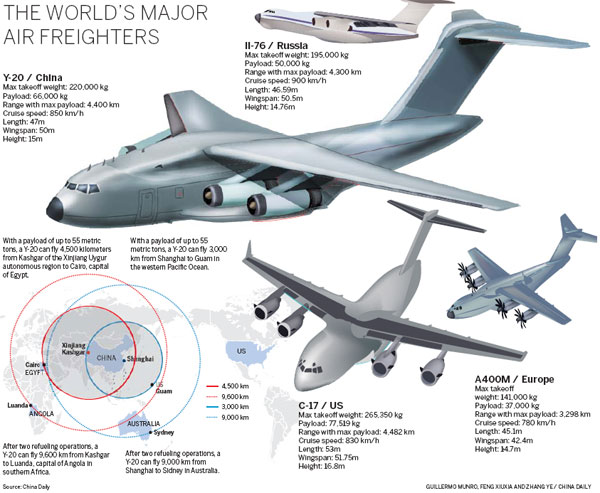 THE WORLD'S MAJOR
AIR FREIGHTERS
Il-76 / Russia
Max takeoff weight: 195,000 kg
Payload: 50,000 kg
Range with max payload: 4,300 km
Cruise speed: 900 km/h
Length: 46.59m
Wingspan: 50.5m
Height: 14.76m
Y-20 / China
Max takeoff weight: 220,000 kg
Payload: 66,000 kg
Range with max payload: 4,400 km
Cruise speed: 850 km/h
Length: 47m
Wingspan: 50m
Height: 15m
With a payload of up to 55 metric
tons, a Y-20 can fly 4,500 kilometers
from Kashgar of the Xinjiang Uygur
autonomous region to Cairo, capital
of Egypt.
With a payload of up to 55
metric tons, a Y-20 can fly 3,000
km from Shanghai to Guam in
the western Pacific Ocean.
Xinjiang
Kashgar
CHINA
Shanghai
Cairo
EGYPT
US
Guam
US
Luanda
ANGOLA
AUSTRALIA
Sydney
4,500 km
9,600 km
3,000 km
9,000 km
After two refueling operations, a
Y-20 can fly 9,600 km from Kashgar
to Luanda, capital of Angola in
southern Africa.
After two refueling operations, a
Y-20 can fly 9,000 km from
Shanghai to Sydney in Australia.
C-17 / US
Max takeoff weight: 265,350 kg
Payload: 77,519 kg
Range with max payload: 4,482 km
Cruise speed: 830 km/h
Length: 53m
Wingspan: 51.75m
Height: 16.8m
A400M / Europe
Max takeoff
weight: 141,000 kg
Payload: 37,000 kg
Range with max payload: 3,298 km
Cruise speed: 780 km/h
Length: 45.1m
Wingspan: 42.4m
Height: 14.7m
Source: China Daily
GUILLERMO MUNRO, FENG XIUXIA AND ZHANG YE / CHINA DAILY